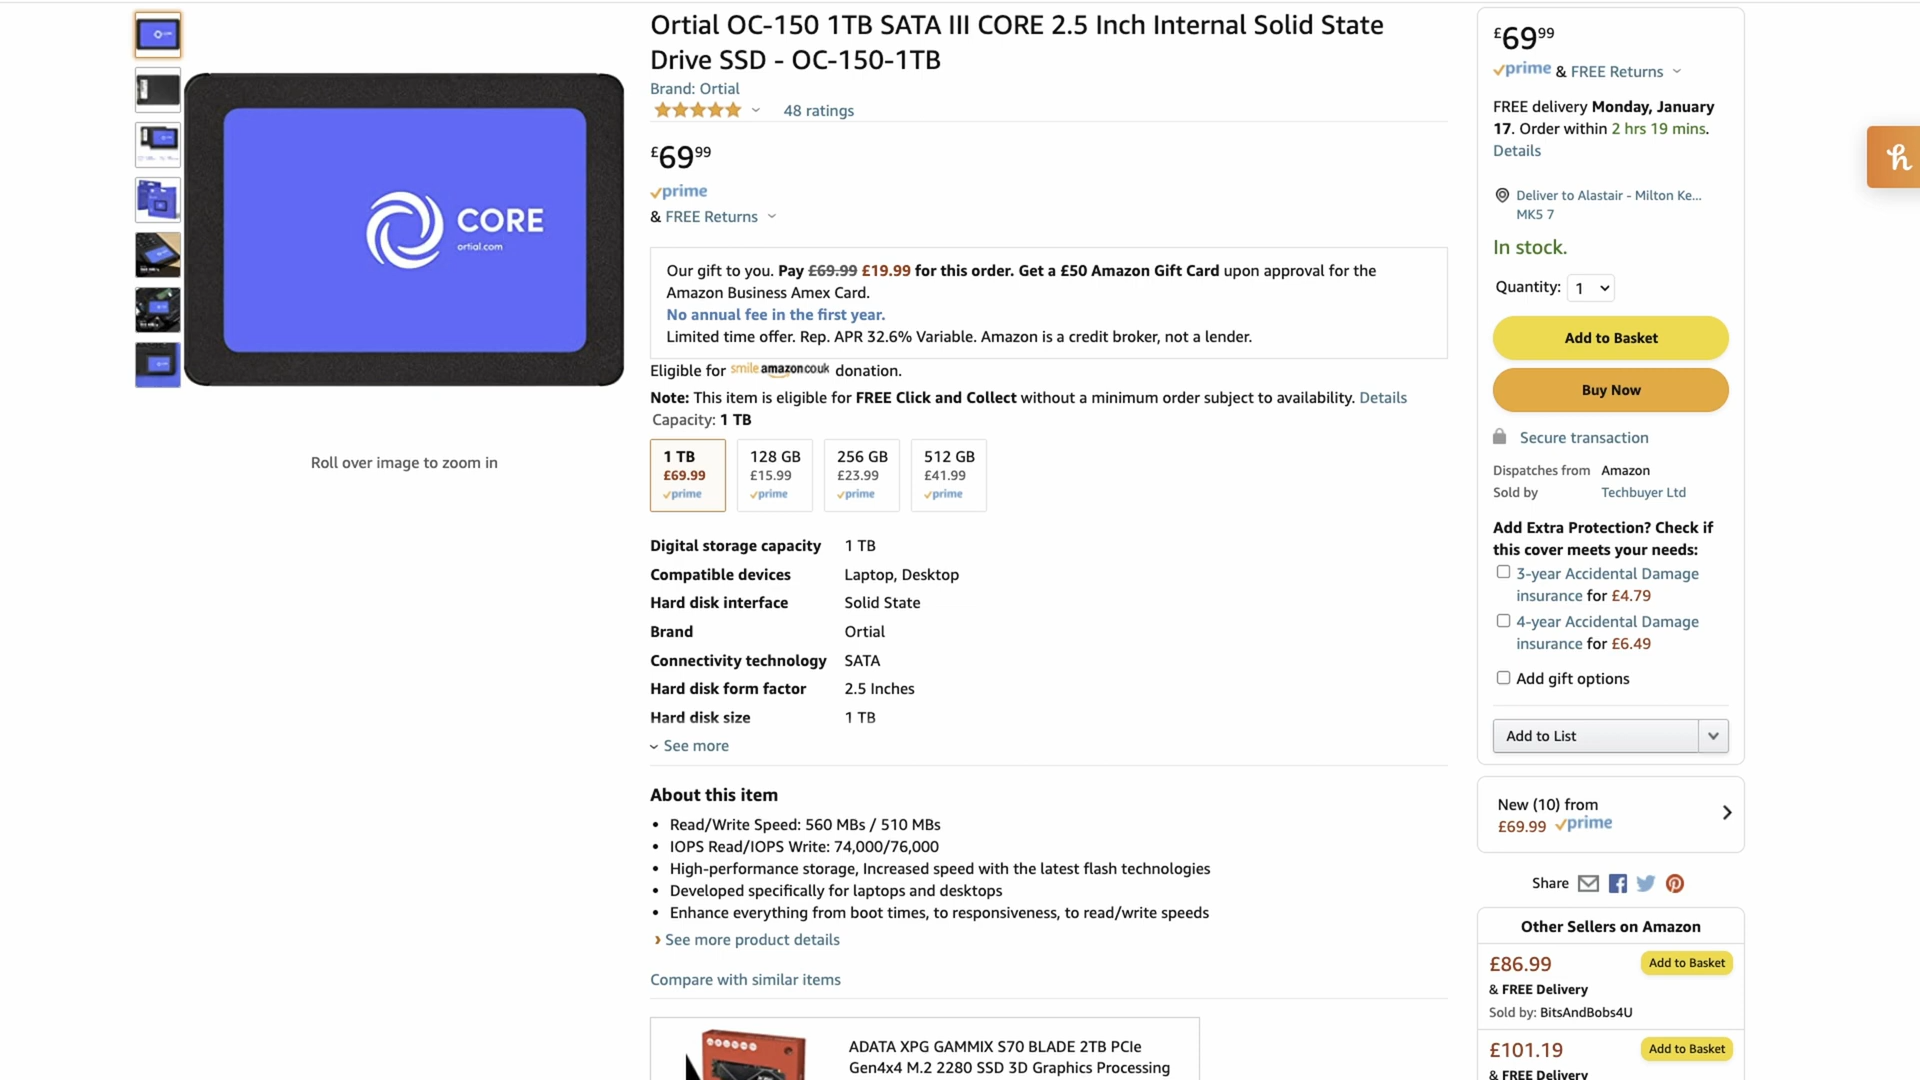 Ortial OC-150 1TB SATA III CORE 2.5 Inch Internal Solid State
Drive SSD - OC-150-1TB
Brand: Ortial
48 ratings
£69.99
prime
& FREE Returns
CORE
ortial.com
Roll over image to zoom in
Our gift to you. Pay £69.99 £19.99 for this order. Get a £50 Amazon Gift Card upon approval for the
Amazon Business Amex Card.
No annual fee in the first year.
Limited time offer. Rep. APR 32.6% Variable. Amazon is a credit broker, not a lender.
Eligible for smile.amazon.co.uk donation.
Note: This item is eligible for FREE Click and Collect without a minimum order subject to availability. Details
Capacity: 1 TB
1 TB
£69.99
prime
128 GB
£15.99
prime
256 GB
£23.99
prime
512 GB
£41.99
prime
Digital storage capacity 1 TB
Compatible devices Laptop, Desktop
Hard disk interface Solid State
Brand Ortial
Connectivity technology SATA
Hard disk form factor 2.5 Inches
Hard disk size 1 TB
See more
About this item
• Read/Write Speed: 560 MBs / 510 MBs
• IOPS Read/IOPS Write: 74,000/76,000
• High-performance storage, Increased speed with the latest flash technologies
• Developed specifically for laptops and desktops
• Enhance everything from boot times, to responsiveness, to read/write speeds
› See more product details
Compare with similar items
ADATA XPG GAMMIX S70 BLADE 2TB PCIe
Gen4x4 M.2 2280 SSD 3D Graphics Processing
£69.99
prime & FREE Returns
FREE delivery Monday, January
17. Order within 2 hrs 19 mins.
Details
Deliver to Alastair - Milton Ke...
MK5 7
In stock.
Quantity: 1
Add to Basket
Buy Now
Secure transaction
Dispatches from Amazon
Sold by Techbuyer Ltd
Add Extra Protection? Check if
this cover meets your needs:
3-year Accidental Damage
insurance for £4.79
4-year Accidental Damage
insurance for £6.49
Add gift options
Add to List
New (10) from
£69.99 prime
Share
Other Sellers on Amazon
£86.99
Add to Basket
& FREE Delivery
Sold by: BitsAndBobs4U
£101.19
Add to Basket
& FREE Delivery
h